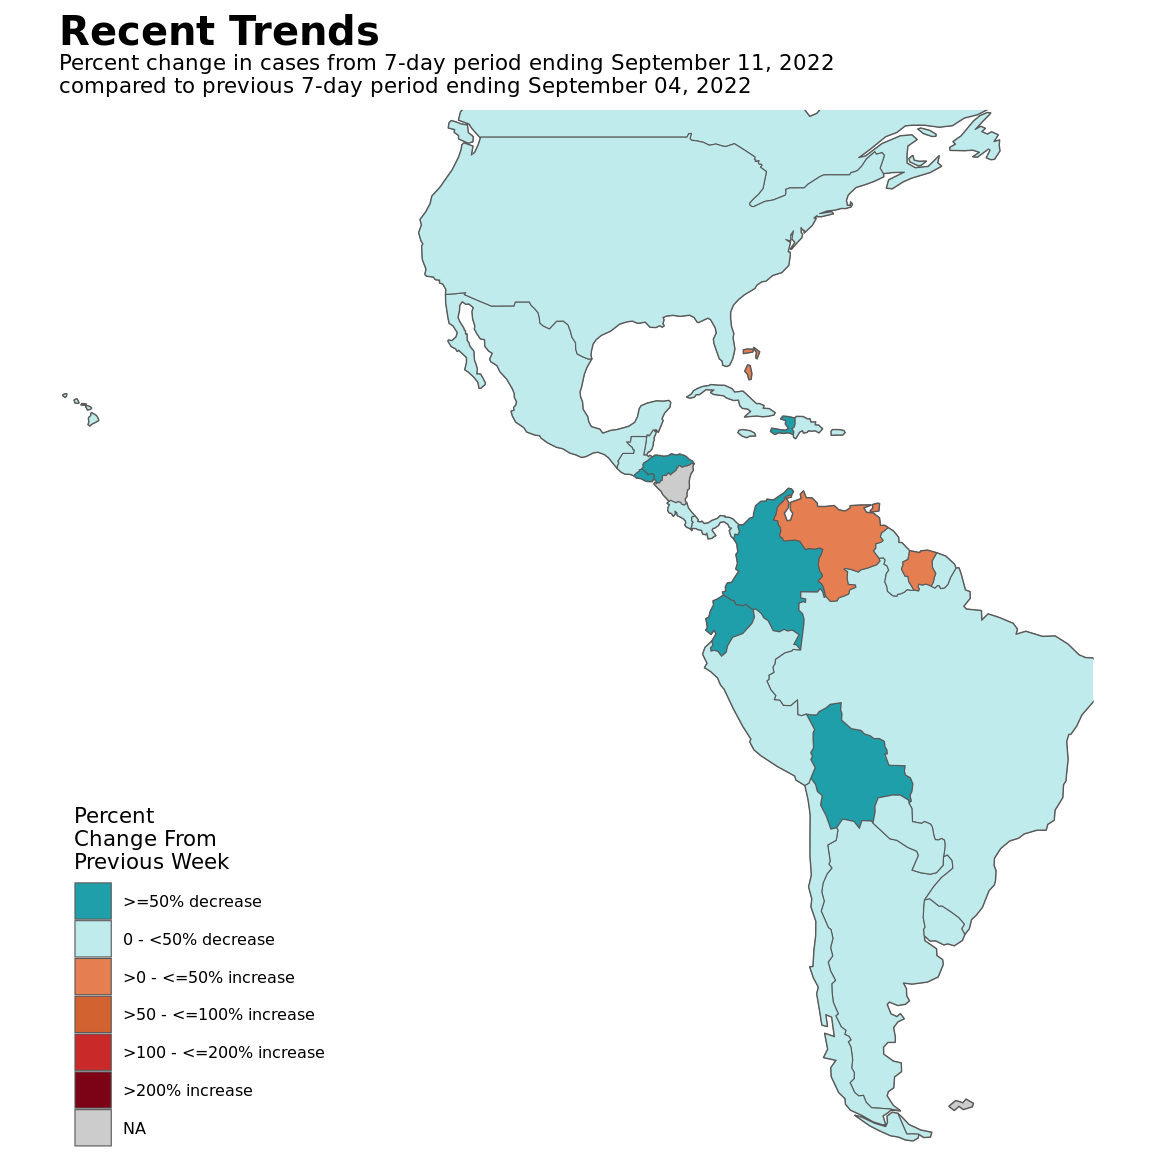 Recent Trends
Percent change in cases from 7-day period ending September 11, 2022
compared to previous 7-day period ending September 04, 2022
Percent
Change From
Previous Week
>=50% decrease
0 - <50% decrease
>0 - <=50% increase
>50 - <=100% increase
>100 - <=200% increase
>200% increase
NA